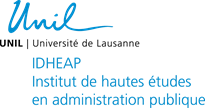 Unil
UNIL | Université de Lausanne
IDHEAP
Institut de hautes études
en administration publique